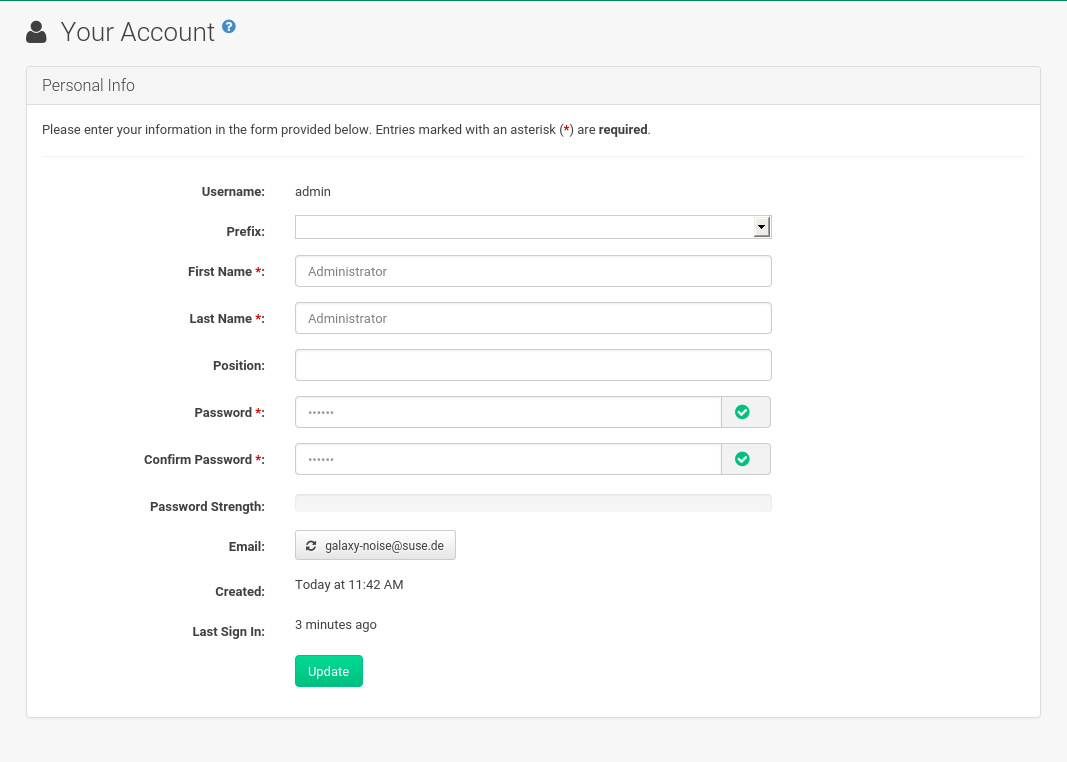 Your Account ?
Personal Info
Please enter your information in the form provided below. Entries marked with an asterisk (*) are required.
Username: admin
Prefix:
First Name *: Administrator
Last Name *: Administrator
Position:
Password *: ••••••
Confirm Password *: ••••••
Password Strength:
Email: galaxy-noise@suse.de
Created: Today at 11:42 AM
Last Sign In: 3 minutes ago
Update